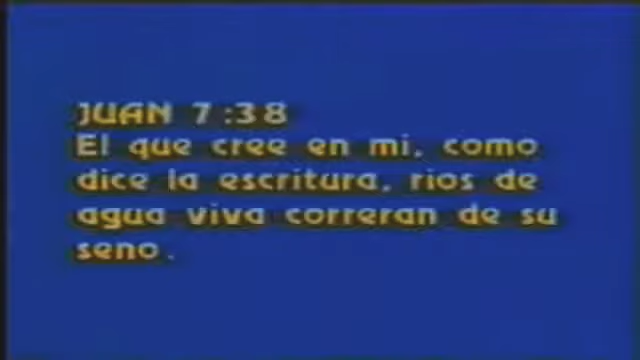 JUAN 7:38
El que cree en mi, como
dice la escritura, rios de
agua viva correran de su
seno.